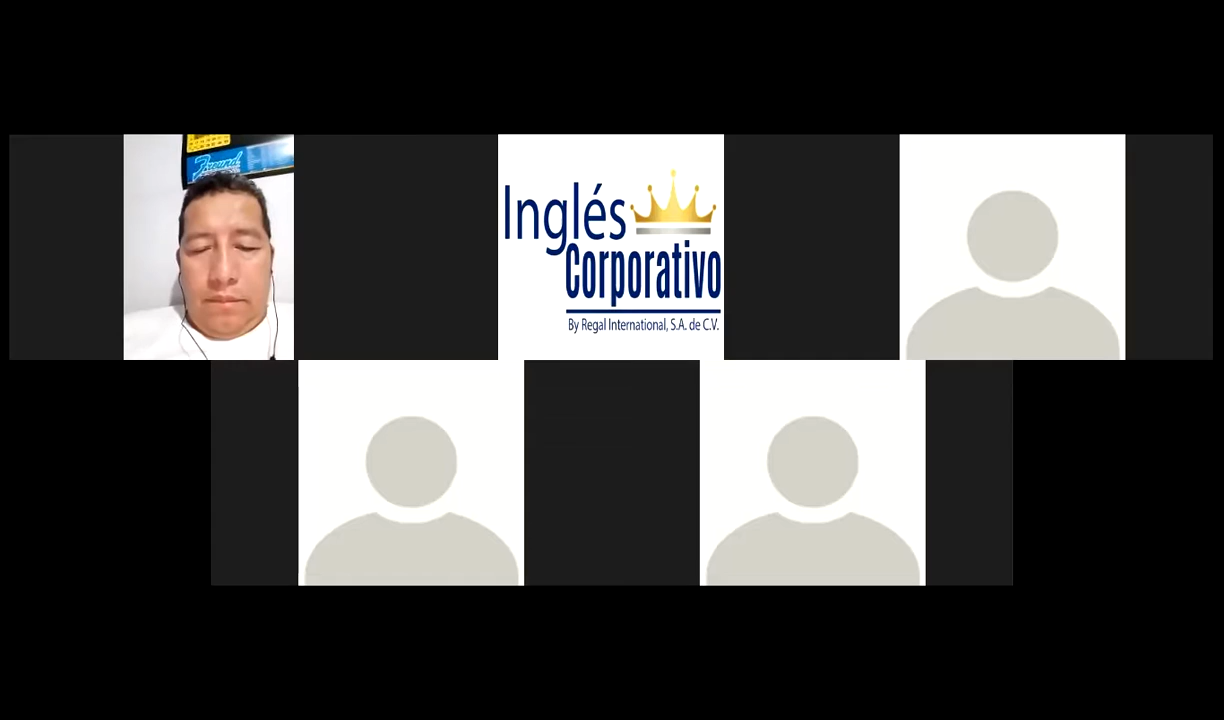 Inglés
Corporativo
By Regal International, S.A. de C.V.